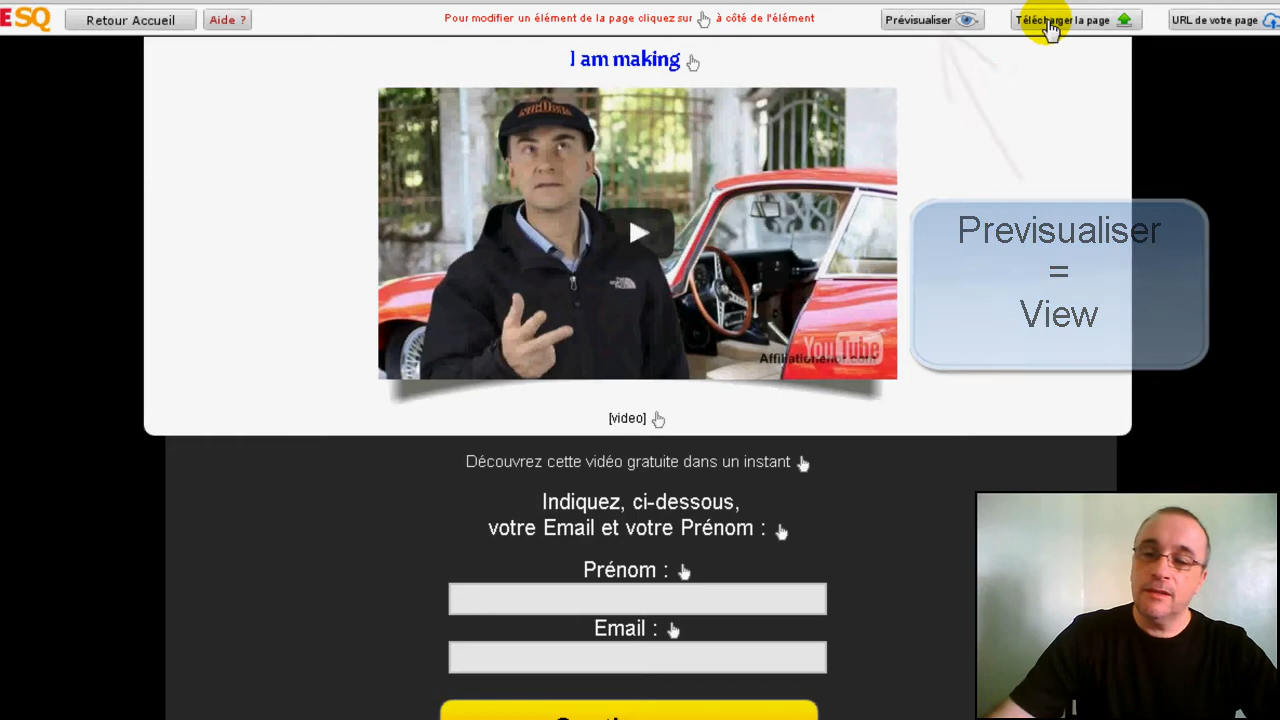 ESQ
Retour Accueil
Aide ?
Pour modifier un élément de la page cliquez sur à côté de l'élément
Prévisualiser
Télécharger la page
URL de votre page
I am making
YouTube
[video]
Previsualiser
=
View
Découvrez cette vidéo gratuite dans un instant
Indiquez, ci-dessous,
votre Email et votre Prénom :
Prénom :
Email :